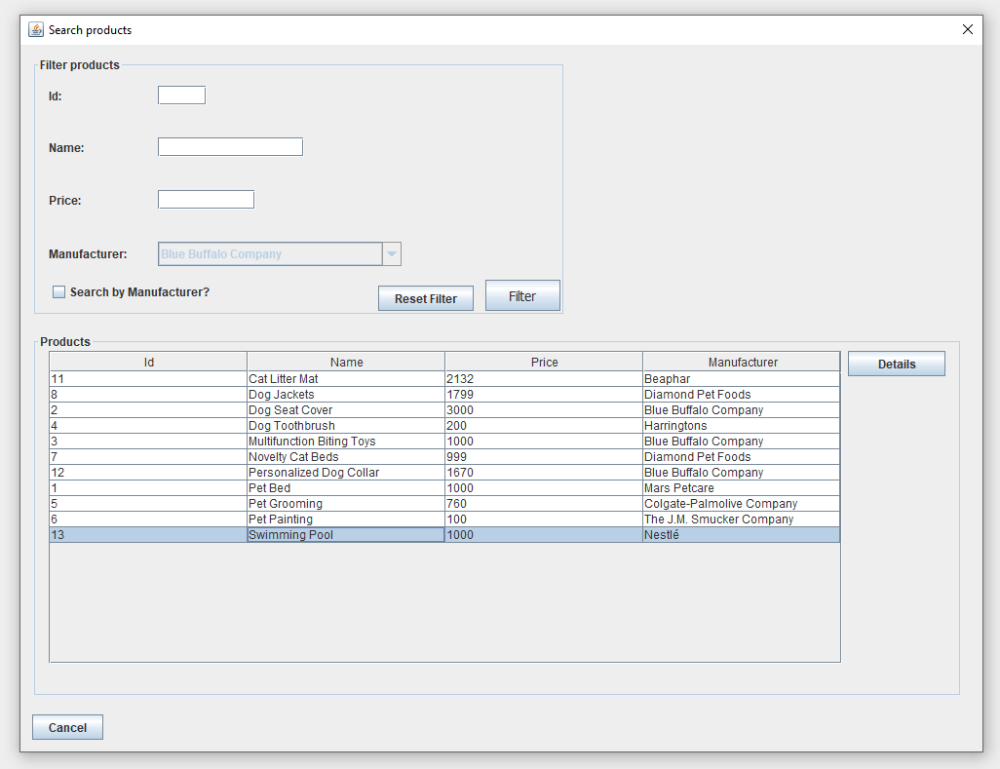 Search products
Filter products
Id:
Name:
Price:
Manufacturer: Blue Buffalo Company
Search by Manufacturer? Reset Filter Filter
Products
Id Name Price Manufacturer Details
11 Cat Litter Mat 2132 Beaphar
8 Dog Jackets 1799 Diamond Pet Foods
2 Dog Seat Cover 3000 Blue Buffalo Company
4 Dog Toothbrush 200 Harringtons
3 Multifunction Biting Toys 1000 Blue Buffalo Company
7 Novelty Cat Beds 999 Diamond Pet Foods
12 Personalized Dog Collar 1670 Blue Buffalo Company
1 Pet Bed 1000 Mars Petcare
5 Pet Grooming 760 Colgate-Palmolive Company
6 Pet Painting 100 The J.M. Smucker Company
13 Swimming Pool 1000 Nestlé
Cancel